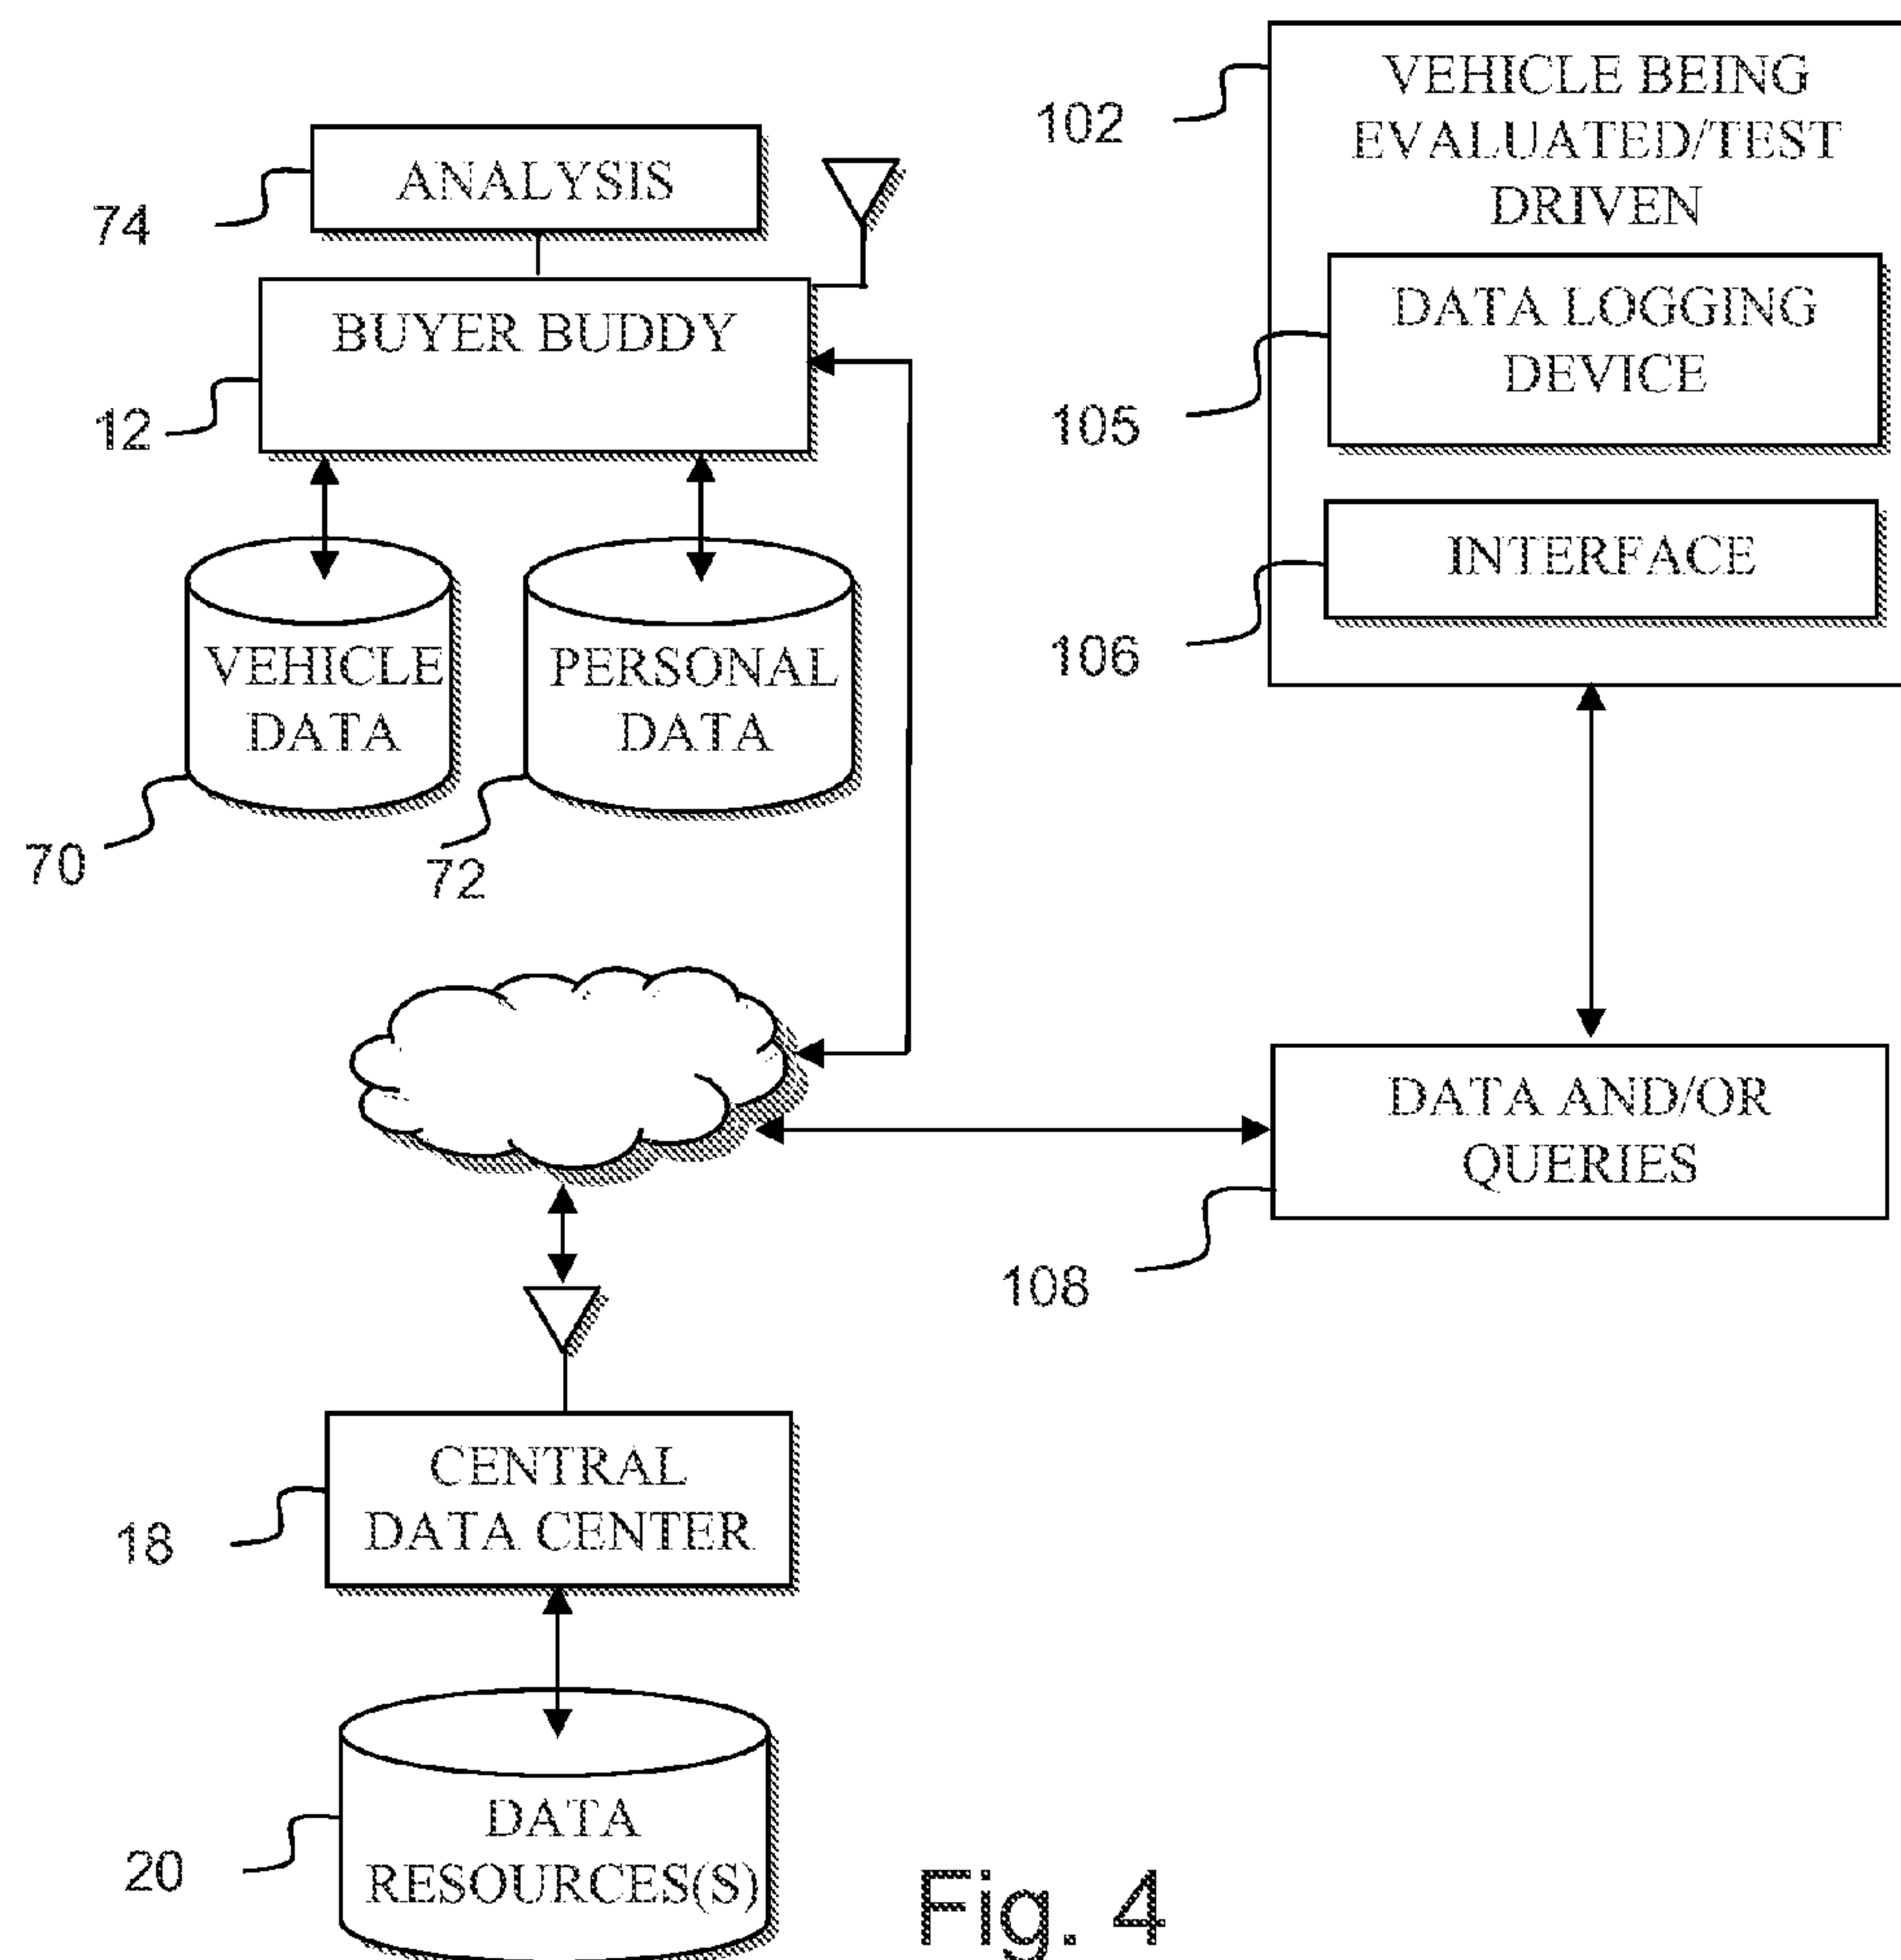 ANALYSIS
74
BUYER BUDDY
12
VEHICLE
DATA
70
PERSONAL
DATA
72
102
VEHICLE BEING
EVALUATED/TEST
DRIVEN
DATA LOGGING
DEVICE
105
INTERFACE
106
DATA AND/OR
QUERIES
108
CENTRAL
DATA CENTER
18
DATA
RESOURCES(S)
20
Fig. 4